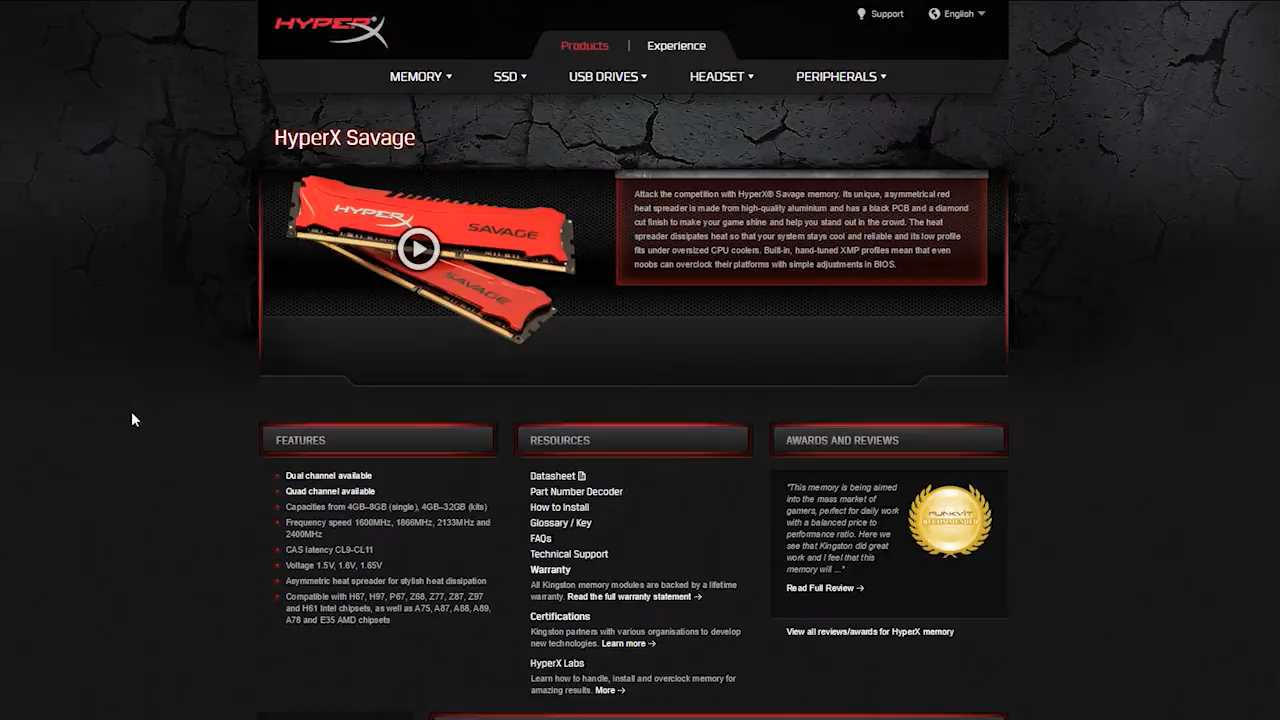 HYPERX
Support
English
Products | Experience
MEMORY
SSD
USB DRIVES
HEADSET
PERIPHERALS
HyperX Savage
HYPERX
SAVAGE
SAVAGE
Attack the competition with HyperX® Savage memory. Its unique, asymmetrical red
heat spreader is made from high-quality aluminium and has a black PCB and a diamond
cut finish to make your game shine and help you stand out in the crowd. The heat
spreader dissipates heat so that your system stays cool and reliable and its low profile
fits under oversized CPU coolers. Built-in, hand-tuned XMP profiles mean that even
noobs can overclock their platforms with simple adjustments in BIOS.
FEATURES
Dual channel available
Quad channel available
Capacities from 4GB–8GB (single), 4GB–32GB (kits)
Frequency speed 1600MHz, 1866MHz, 2133MHz and
2400MHz
CAS latency CL9-CL11
Voltage 1.5V, 1.6V, 1.65V
Asymmetric heat spreader for stylish heat dissipation
Compatible with H67, H97, P67, Z68, Z77, Z87, Z97
and H61 Intel chipsets, as well as A75, A87, A88, A89,
A78 and E35 AMD chipsets
RESOURCES
Datasheet
Part Number Decoder
How to Install
Glossary / Key
FAQs
Technical Support
Warranty
All Kingston memory modules are backed by a lifetime
warranty. Read the full warranty statement →
Certifications
Kingston partners with various organisations to develop
new technologies. Learn more →
HyperX Labs
Learn how to handle, install and overclock memory for
amazing results. More →
AWARDS AND REVIEWS
"This memory is being aimed
into the mass market of
gamers, perfect for daily work
with a balanced price to
performance ratio. Here we
see that Kingston did great
work and I feel that this
memory will ..."
FUNKYIT
RECOMMENDED
Read Full Review →
View all reviews/awards for HyperX memory